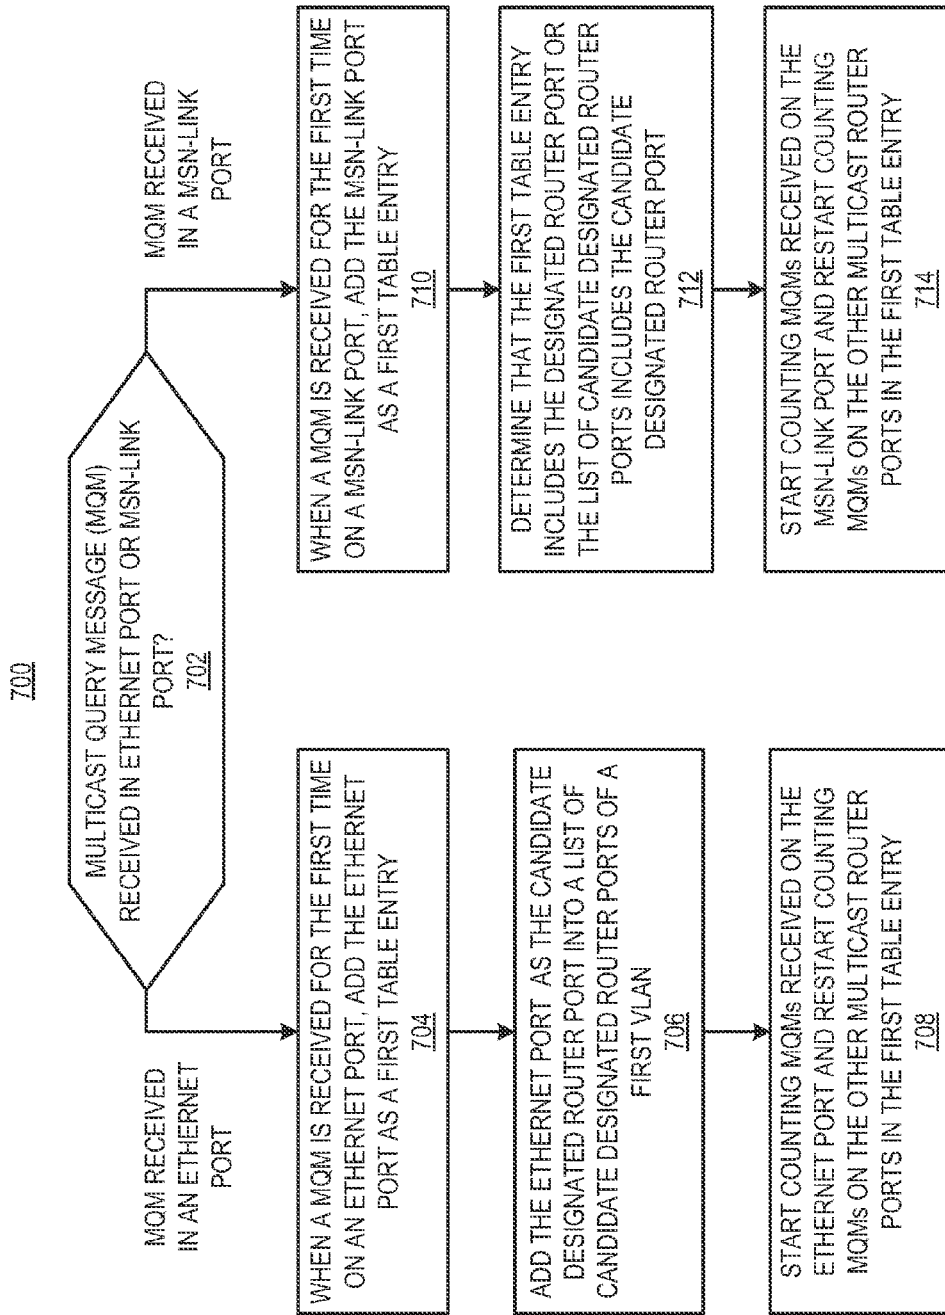 700
MULTICAST QUERY MESSAGE (MQM)
RECEIVED IN ETHERNET PORT OR MSN-LINK
PORT?
702
MQM RECEIVED
IN AN ETHERNET
PORT
MQM RECEIVED
IN A MSN-LINK
PORT
WHEN A MQM IS RECEIVED FOR THE FIRST TIME
ON AN ETHERNET PORT, ADD THE ETHERNET
PORT AS A FIRST TABLE ENTRY
704
ADD THE ETHERNET PORT AS THE CANDIDATE
DESIGNATED ROUTER PORT INTO A LIST OF
CANDIDATE DESIGNATED ROUTER PORTS OF A
FIRST VLAN
706
START COUNTING MQMs RECEIVED ON THE
ETHERNET PORT AND RESTART COUNTING
MQMs ON THE OTHER MULTICAST ROUTER
PORTS IN THE FIRST TABLE ENTRY
708
WHEN A MQM IS RECEIVED FOR THE FIRST TIME
ON A MSN-LINK PORT, ADD THE MSN-LINK PORT
AS A FIRST TABLE ENTRY
710
DETERMINE THAT THE FIRST TABLE ENTRY
INCLUDES THE DESIGNATED ROUTER PORT OR
THE LIST OF CANDIDATE DESIGNATED ROUTER
PORTS INCLUDES THE CANDIDATE
DESIGNATED ROUTER PORT
712
START COUNTING MQMs RECEIVED ON THE
MSN-LINK PORT AND RESTART COUNTING
MQMs ON THE OTHER MULTICAST ROUTER
PORTS IN THE FIRST TABLE ENTRY
714